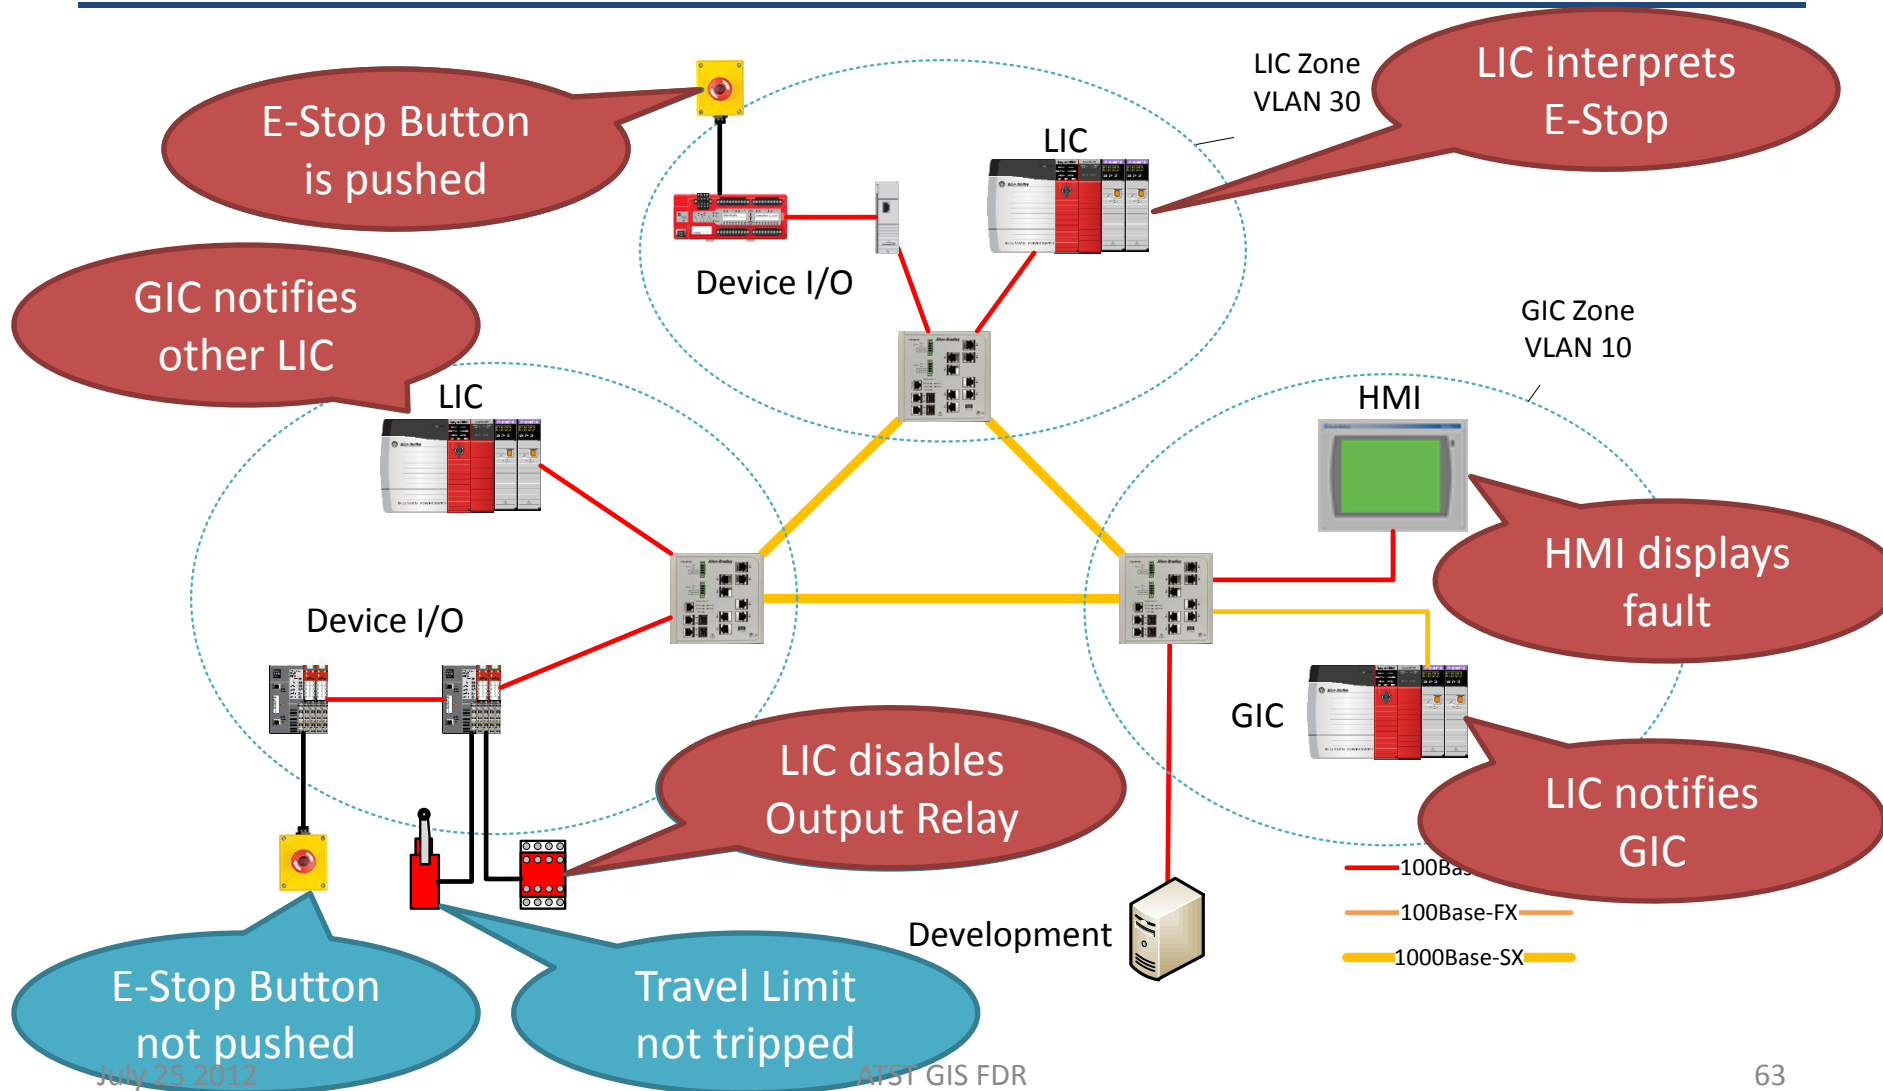 E-Stop Button
is pushed
LIC Zone
VLAN 30
LIC interprets
E-Stop
LIC
Device I/O
GIC notifies
other LIC
LIC
GIC Zone
VLAN 10
HMI
HMI displays
fault
Device I/O
GIC
LIC disables
Output Relay
LIC notifies
GIC
100Bas
100Base-FX
1000Base-SX
Development
E-Stop Button
not pushed
Travel Limit
not tripped
July 25 2012
ATST GIS FDR
63